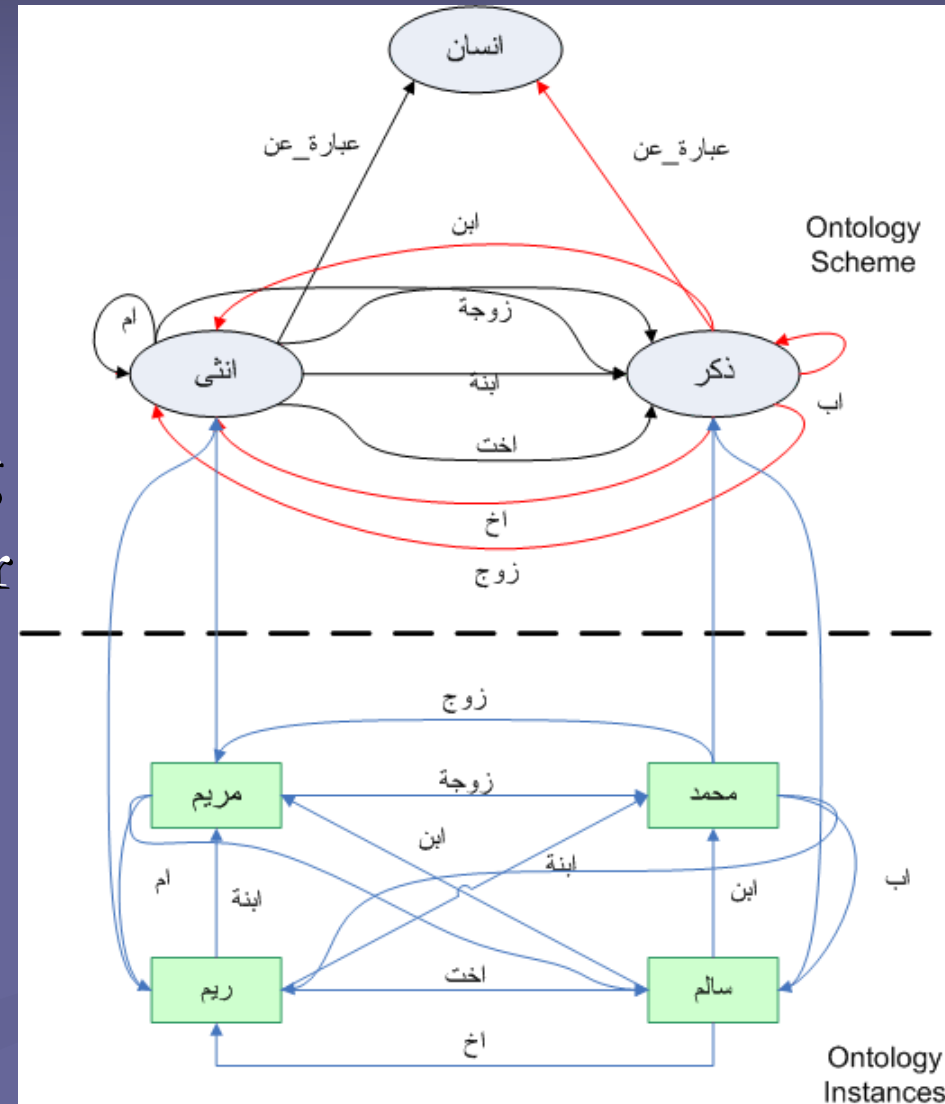 انسان
عبارة_عن
عبارة_عن
ابن
Ontology
Scheme
ام
زوجة
انثى
ذكر
ابنة
اب
اخت
اخ
زوج
زوج
مريم
زوجة
محمد
ابن
ابنة
ام
ابنة
ابن
اب
ريم
اخت
سالم
اخ
Ontology
Instances